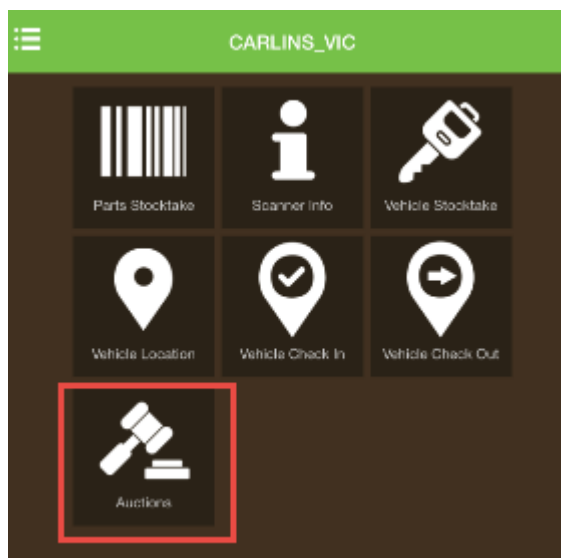 CARLINS_VIC
Parts Stocktake
Scanner Info
Vehicle Stocktake
Vehicle Location
Vehicle Check In
Vehicle Check Out
Auctions